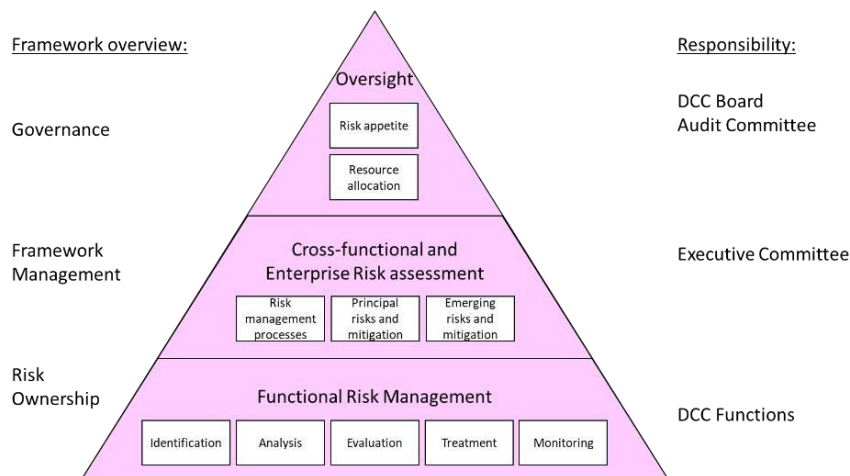 Framework overview:
Responsibility:
Oversight
Governance
DCC Board
Audit Committee
Risk appetite
Resource
allocation
Framework
Management
Cross-functional and
Enterprise Risk assessment
Executive Committee
Risk
management
processes
Principal
risks and
mitigation
Emerging
risks and
mitigation
Risk
Ownership
Functional Risk Management
DCC Functions
Identification
Analysis
Evaluation
Treatment
Monitoring